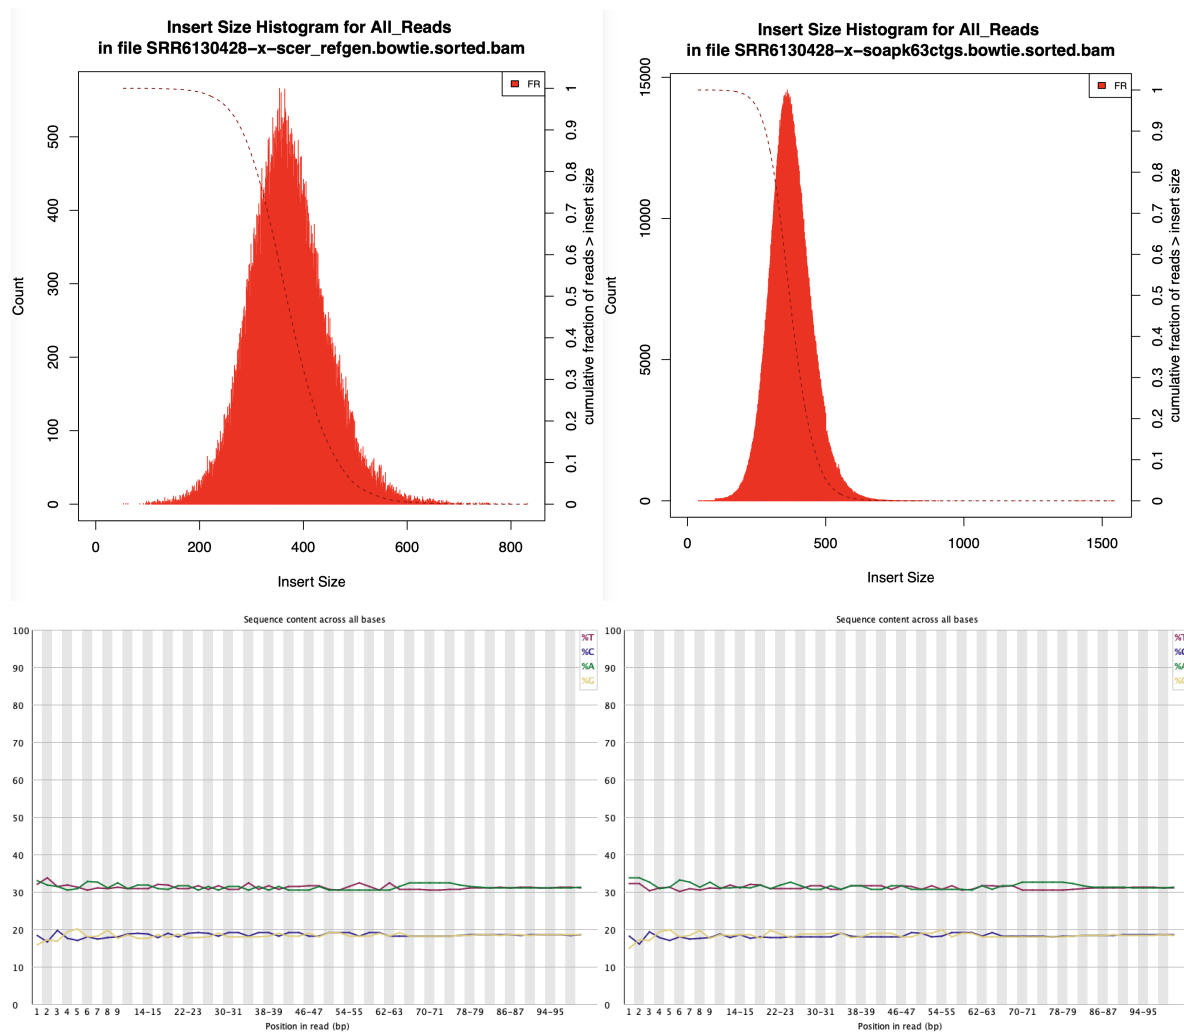 Insert Size Histogram for All_Reads
in file SRR6130428-x-scer_refgen.bowtie.sorted.bam
FR
Count
0
100
200
300
400
500
0
200
400
600
800
Insert Size
0
0.1
0.2
0.3
0.4
0.5
0.6
0.7
0.8
0.9
1
cumulative fraction of reads > insert size
Insert Size Histogram for All_Reads
in file SRR6130428-x-soapk63ctgs.bowtie.sorted.bam
FR
Count
0
5000
10000
15000
0
500
1000
1500
Insert Size
0
0.1
0.2
0.3
0.4
0.5
0.6
0.7
0.8
0.9
1
cumulative fraction of reads > insert size
Sequence content across all bases
%T
%C
%A
%G
100
90
80
70
60
50
40
30
20
10
0
1 2 3 4 5 6 7 8 9 14-15 22-23 30-31 38-39 46-47 54-55 62-63 70-71 78-79 86-87 94-95
Position in read (bp)
Sequence content across all bases
100
90
80
70
60
50
40
30
20
10
0
1 2 3 4 5 6 7 8 9 14-15 22-23 30-31 38-39 46-47 54-55 62-63 70-71 78-79 86-87 94-95
Position in read (bp)